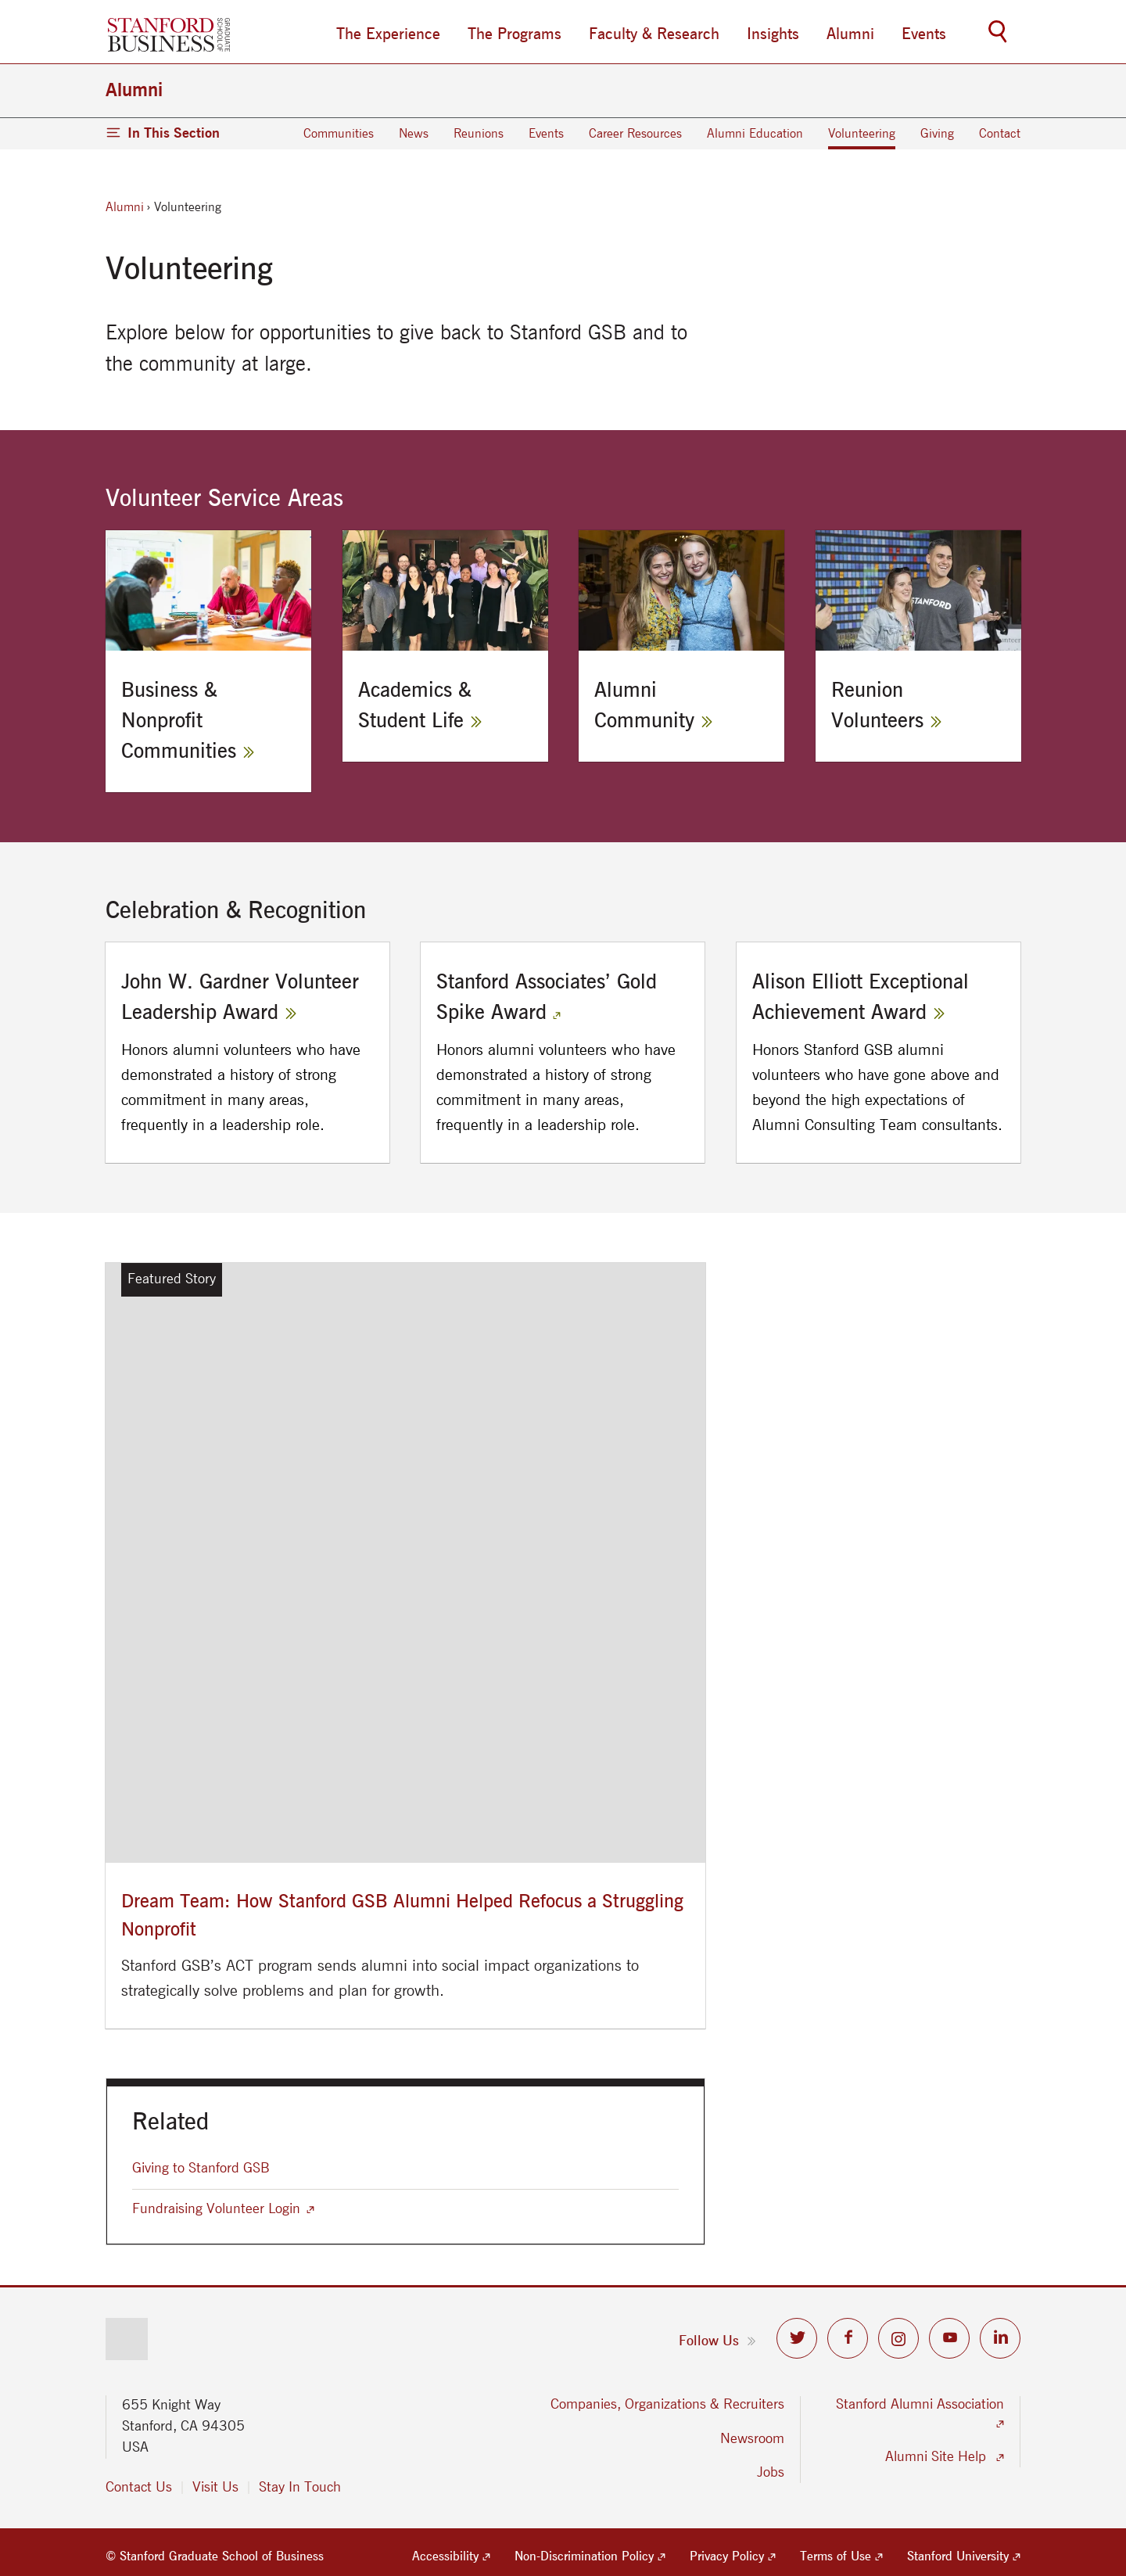 STANFORD
BUSINESS
GRADUATE
SCHOOL OF
The Experience
The Programs
Faculty & Research
Insights
Alumni
Events
Alumni
In This Section
Communities
News
Reunions
Events
Career Resources
Alumni Education
Volunteering
Giving
Contact
Alumni › Volunteering
Volunteering
Explore below for opportunities to give back to Stanford GSB and to
the community at large.
Volunteer Service Areas
STANFORD
Business &
Nonprofit
Communities »
Academics &
Student Life »
Alumni
Community »
Reunion
Volunteers »
Celebration & Recognition
John W. Gardner Volunteer
Leadership Award »
Honors alumni volunteers who have
demonstrated a history of strong
commitment in many areas,
frequently in a leadership role.
Stanford Associates’ Gold
Spike Award
Honors alumni volunteers who have
demonstrated a history of strong
commitment in many areas,
frequently in a leadership role.
Alison Elliott Exceptional
Achievement Award »
Honors Stanford GSB alumni
volunteers who have gone above and
beyond the high expectations of
Alumni Consulting Team consultants.
Featured Story
Dream Team: How Stanford GSB Alumni Helped Refocus a Struggling
Nonprofit
Stanford GSB’s ACT program sends alumni into social impact organizations to
strategically solve problems and plan for growth.
Related
Giving to Stanford GSB
Fundraising Volunteer Login
Follow Us »
655 Knight Way
Stanford, CA 94305
USA
Contact Us
Visit Us
Stay In Touch
Companies, Organizations & Recruiters
Newsroom
Jobs
Stanford Alumni Association
Alumni Site Help
© Stanford Graduate School of Business
Accessibility
Non-Discrimination Policy
Privacy Policy
Terms of Use
Stanford University